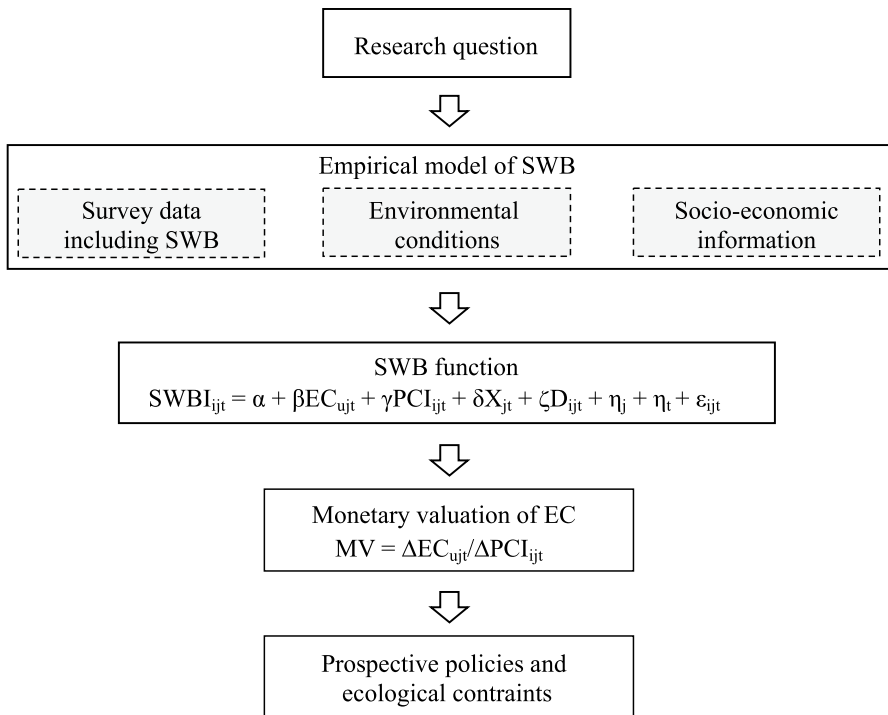 Research question
Empirical model of SWB
Survey data
including SWB
Environmental
conditions
Socio-economic
information
SWB function
SWBI_ijt = α + βEC_ujt + γPCI_ijt + δX_jt + ζD_ijt + η_j + η_t + ε_ijt
Monetary valuation of EC
MV = ΔEC_ujt/ΔPCI_ijt
Prospective policies and
ecological contraints